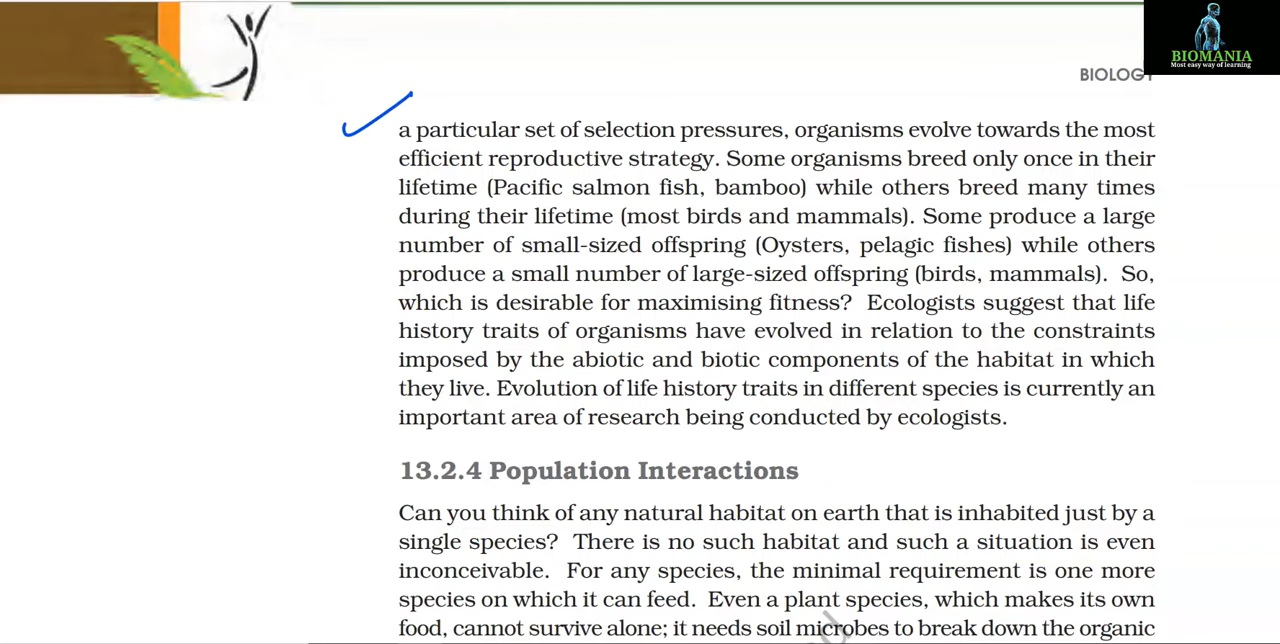 BIOMANIA
Most easy way of learning
BIOLOGY
a particular set of selection pressures, organisms evolve towards the most
efficient reproductive strategy. Some organisms breed only once in their
lifetime (Pacific salmon fish, bamboo) while others breed many times
during their lifetime (most birds and mammals). Some produce a large
number of small-sized offspring (Oysters, pelagic fishes) while others
produce a small number of large-sized offspring (birds, mammals). So,
which is desirable for maximising fitness? Ecologists suggest that life
history traits of organisms have evolved in relation to the constraints
imposed by the abiotic and biotic components of the habitat in which
they live. Evolution of life history traits in different species is currently an
important area of research being conducted by ecologists.
13.2.4 Population Interactions
Can you think of any natural habitat on earth that is inhabited just by a
single species? There is no such habitat and such a situation is even
inconceivable. For any species, the minimal requirement is one more
species on which it can feed. Even a plant species, which makes its own
food, cannot survive alone; it needs soil microbes to break down the organic